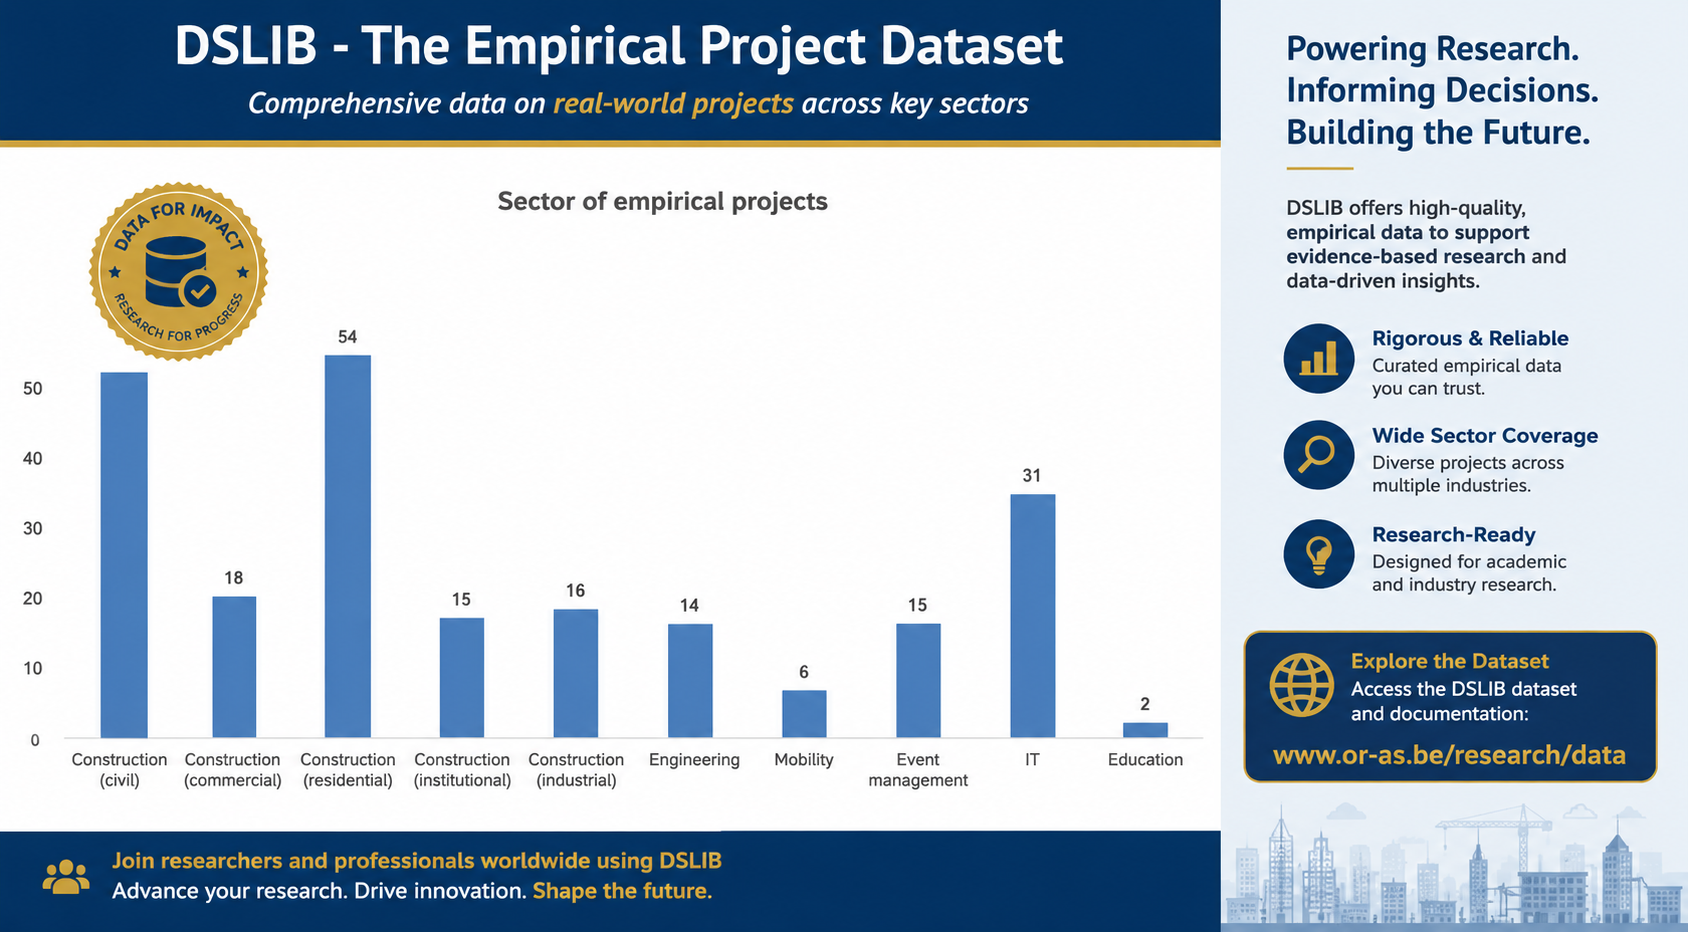 DSLIB - The Empirical Project Dataset
Comprehensive data on real-world projects across key sectors
DATA FOR IMPACT
RESEARCH FOR PROGRESS
Sector of empirical projects
50
40
30
20
10
0
18
54
15
16
14
6
15
31
2
Construction
(civil)
Construction
(commercial)
Construction
(residential)
Construction
(institutional)
Construction
(industrial)
Engineering
Mobility
Event
management
IT
Education
Join researchers and professionals worldwide using DSLIB
Advance your research. Drive innovation. Shape the future.
Powering Research.
Informing Decisions.
Building the Future.
DSLIB offers high-quality,
empirical data to support
evidence-based research and
data-driven insights.
Rigorous & Reliable
Curated empirical data
you can trust.
Wide Sector Coverage
Diverse projects across
multiple industries.
Research-Ready
Designed for academic
and industry research.
Explore the Dataset
Access the DSLIB dataset
and documentation:
www.or-as.be/research/data